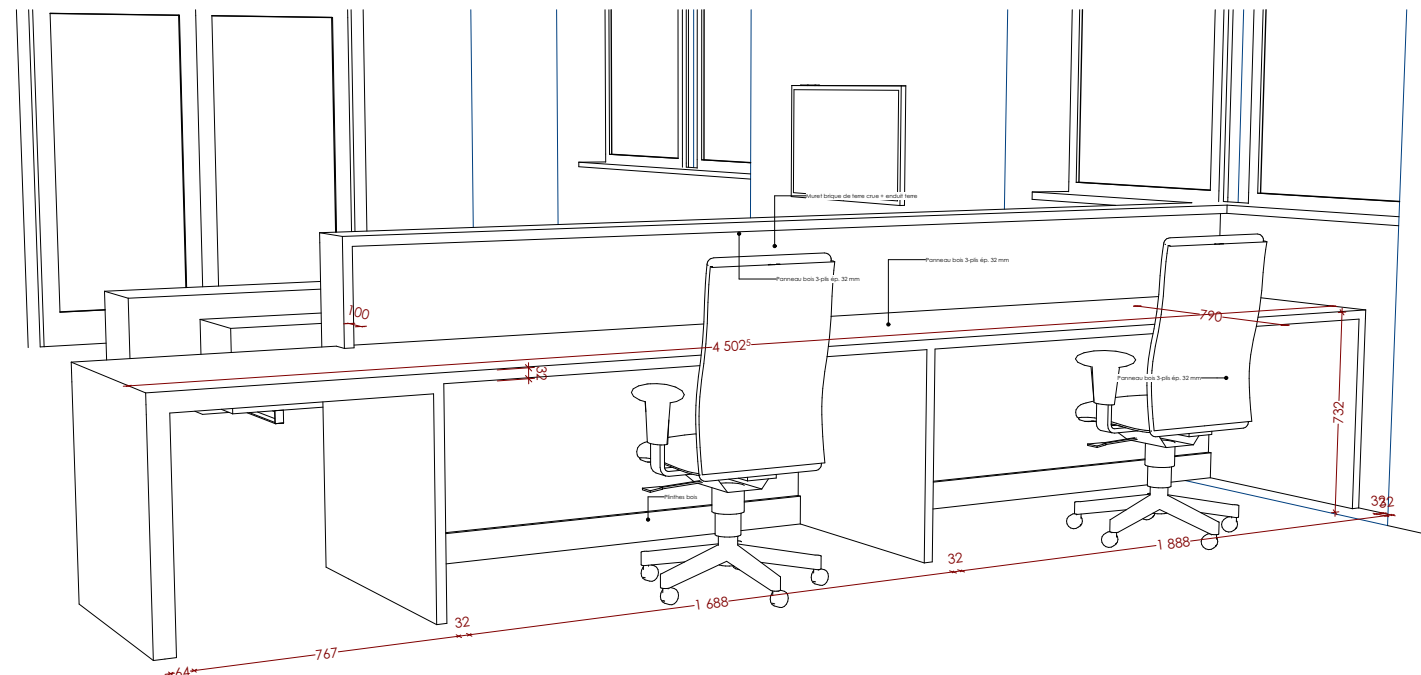 Muret brique de terre crue + enduit terre
Panneau bois 3-plis ép. 32 mm
Panneau bois 3-plis ép. 32 mm
100
790
4 502⁵
32
Panneau bois 3-plis ép. 32 mm
732
Plinthes bois
32
32
1 888
32
1 688
32
767
64